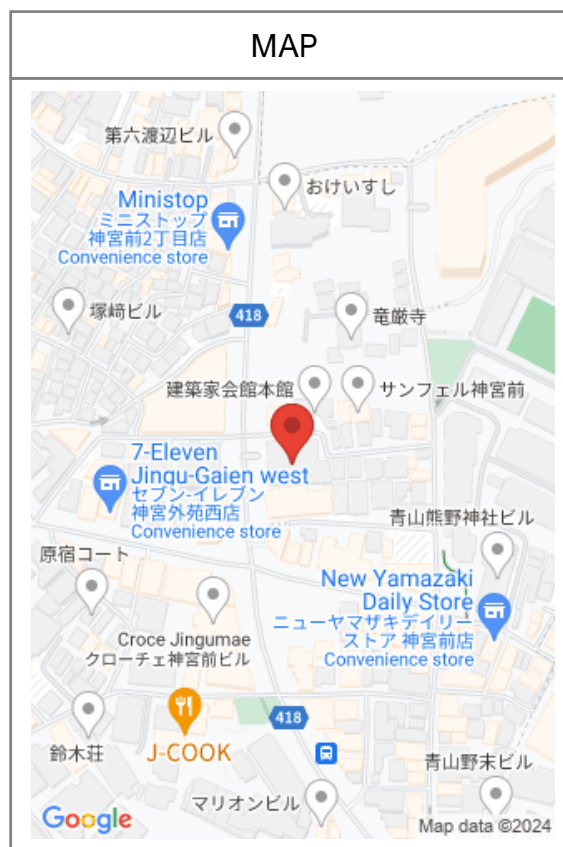 MAP
第六渡辺ビル
おけいすし
Ministop
ミニストップ
神宮前2丁目店
Convenience store
塚﨑ビル
418
竜厳寺
建築家会館本館
サンフェル神宮前
7-Eleven
Jingu-Gaien west
セブン-イレブン
神宮外苑西店
Convenience store
青山熊野神社ビル
原宿コート
New Yamazaki
Daily Store
ニューヤマザキデイリー
ストア 神宮前店
Convenience store
Croce Jingumae
クローチェ神宮前ビル
鈴木荘
J-COOK
418
青山野末ビル
マリオンビル
Google
Map data ©2024